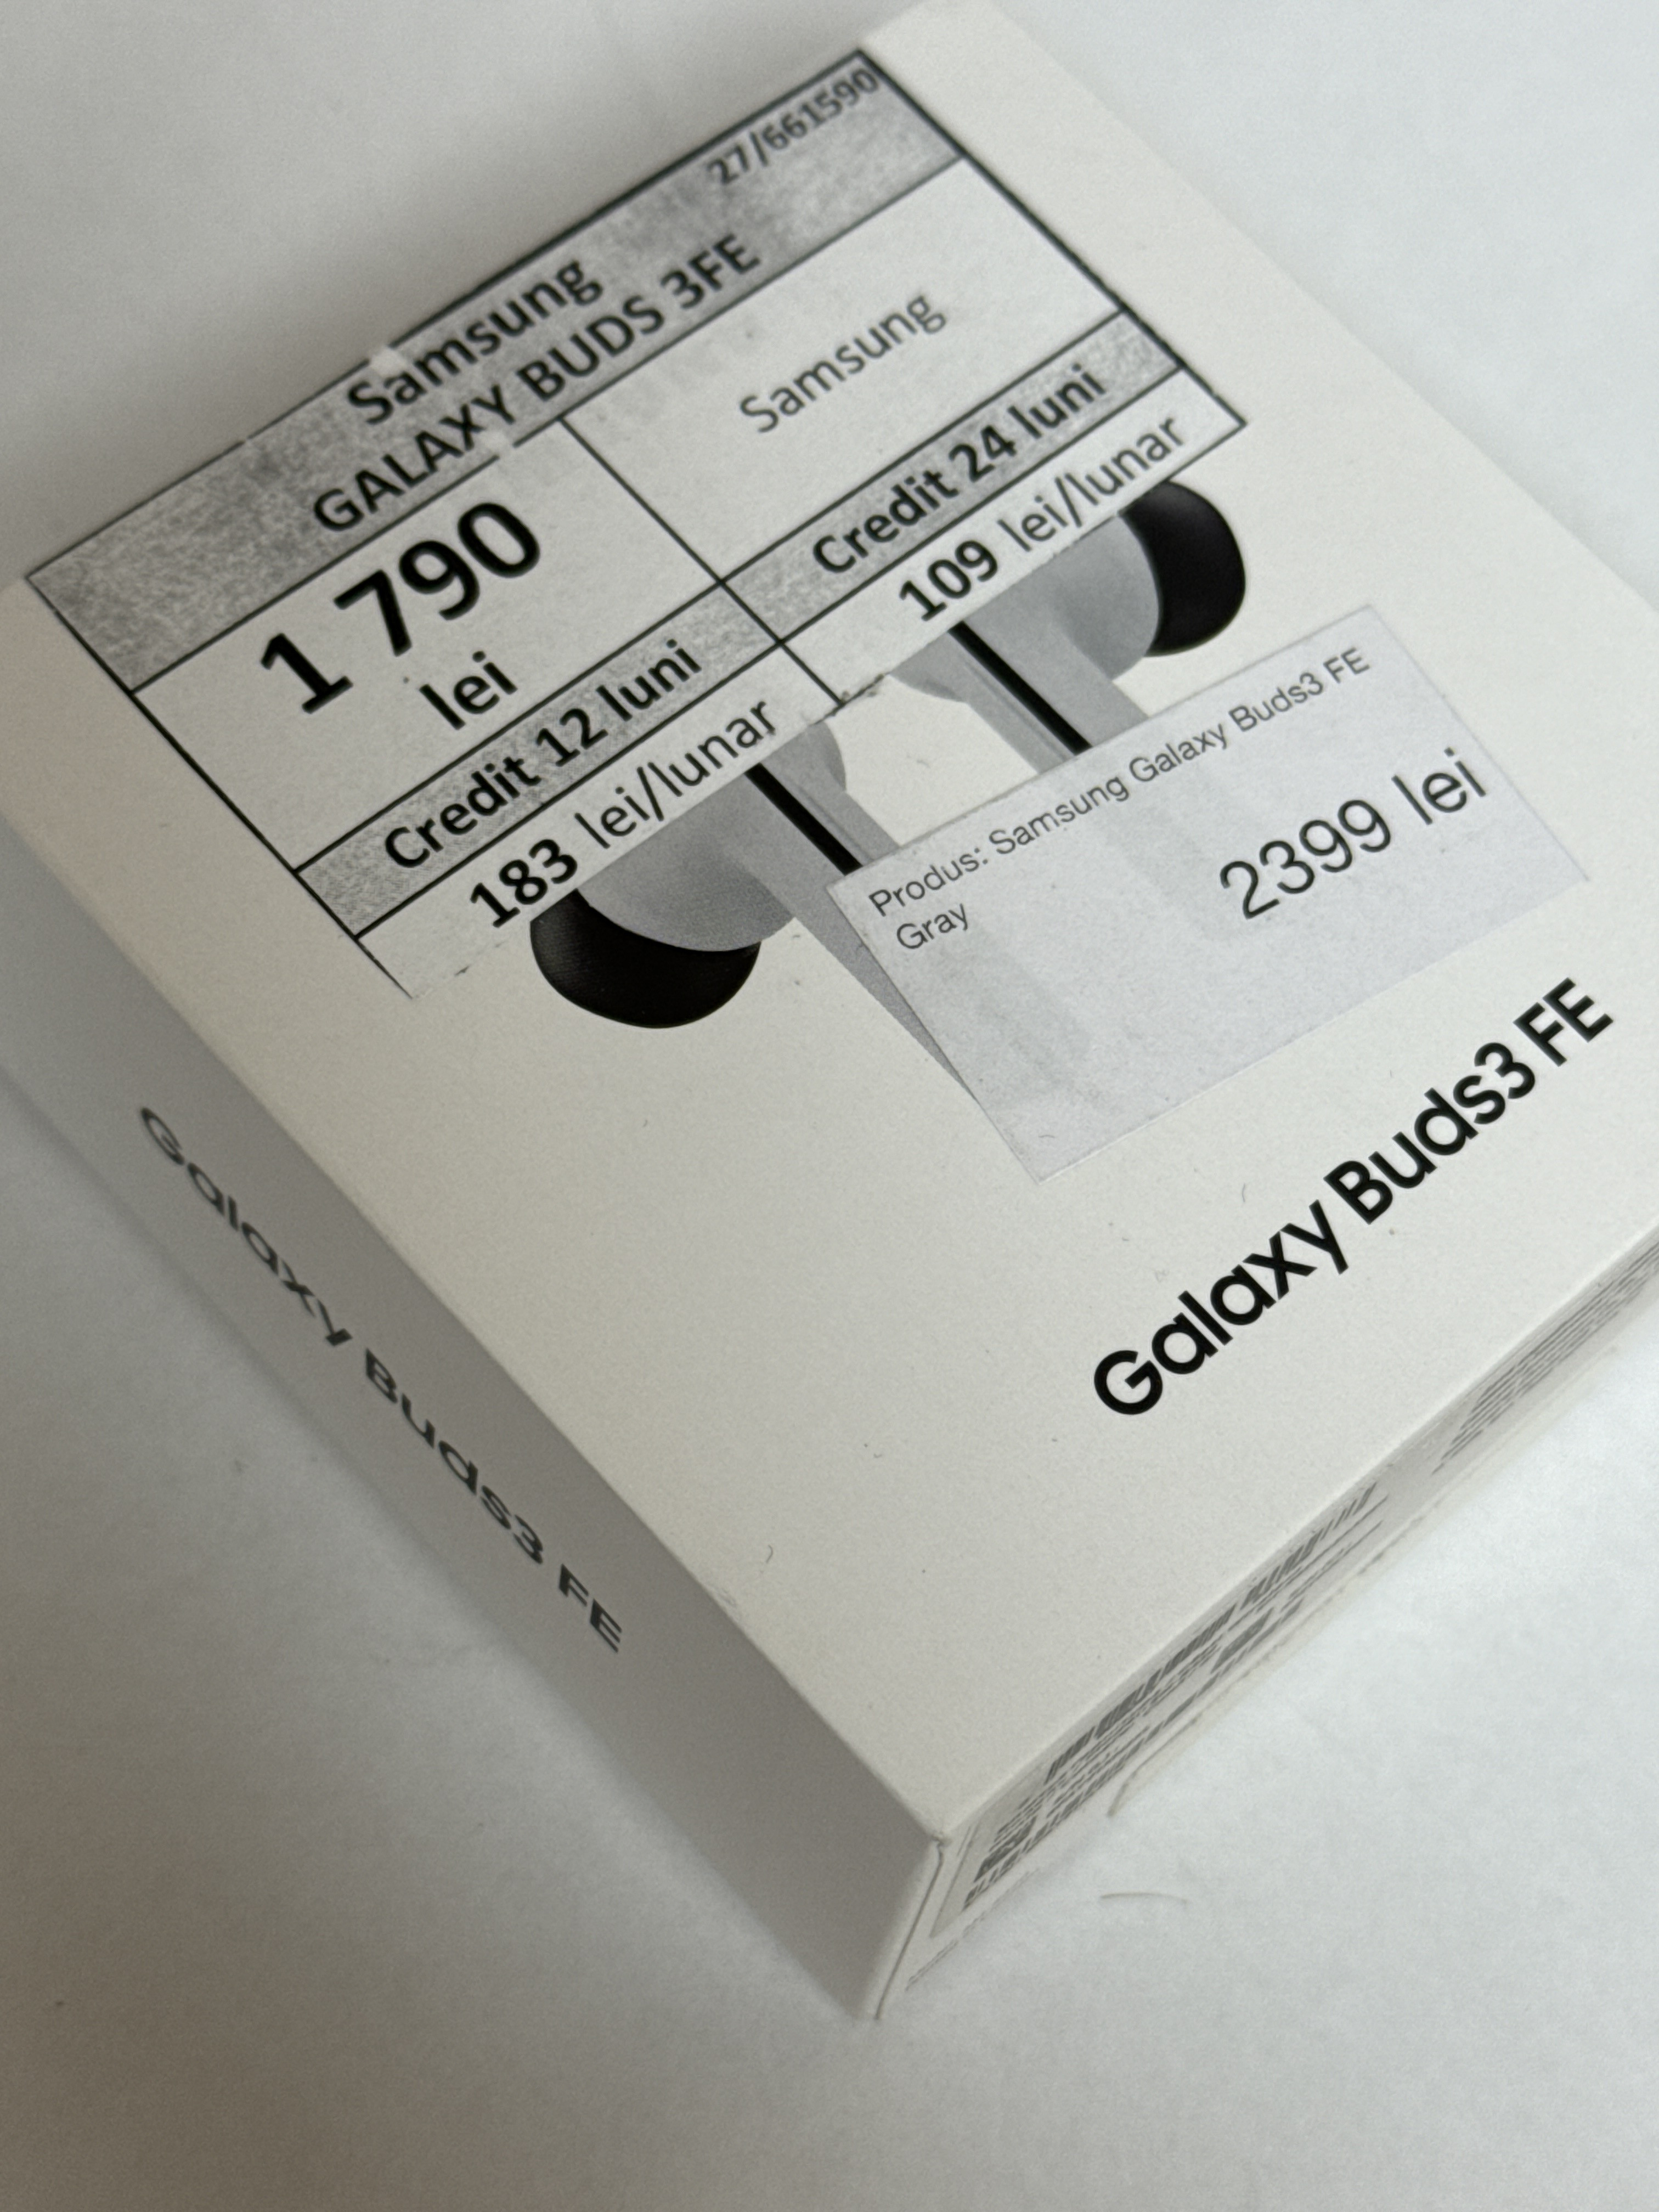 27/661590
Samsung
GALAXY BUDS 3FE
1 790
lei
Samsung
Credit 12 luni
Credit 24 luni
183 lei/lunar
109 lei/lunar
Produs: Samsung Galaxy Buds3 FE
Gray
2399 lei
Galaxy Buds3 FE
Galaxy Buds3 FE